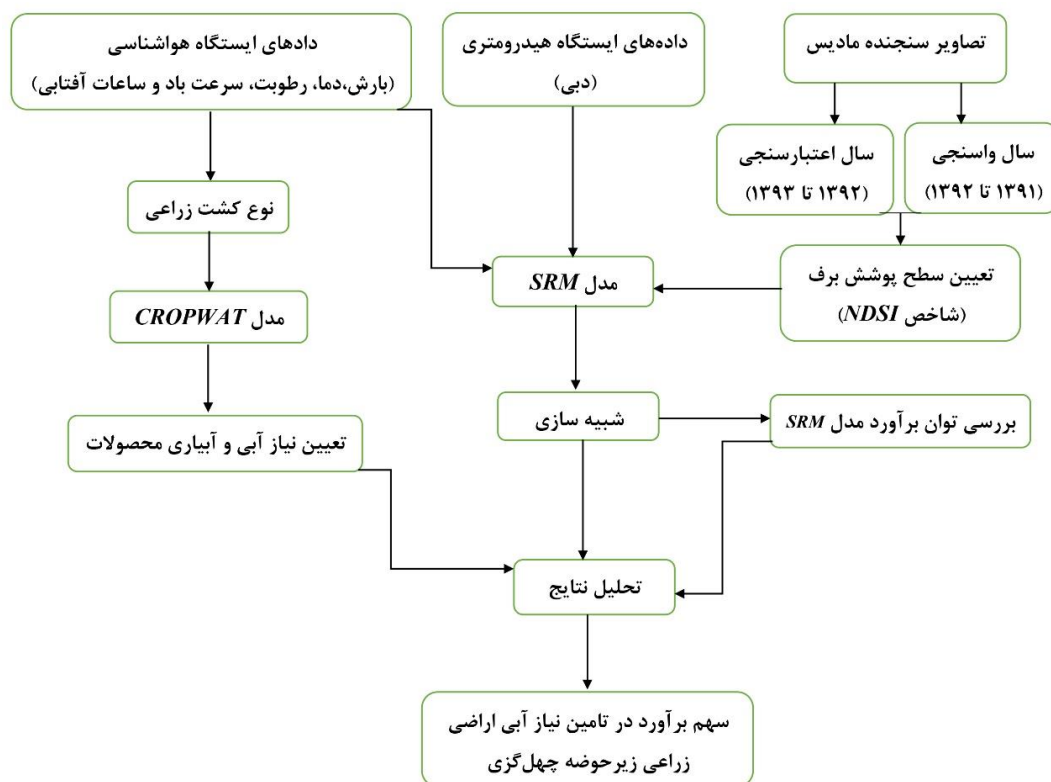 تصاویر سنجنده مادیس
داده‌های ایستگاه هیدرومتری
(دبی)
دادهای ایستگاه هواشناسی
(بارش،دما، رطوبت، سرعت باد و ساعات آفتابی)
سال واسنجی
(۱۳۹۱ تا ۱۳۹۲)
سال اعتبارسنجی
(۱۳۹۲ تا ۱۳۹۳)
نوع کشت زراعی
تعیین سطح پوشش برف
(شاخص NDSI)
مدل SRM
مدل CROPWAT
شبیه سازی
بررسی توان برآورد مدل SRM
تعیین نیاز آبی و آبیاری محصولات
تحلیل نتایج
سهم برآورد در تامین نیاز آبی اراضی
زراعی زیرحوضه چهل‌گزی